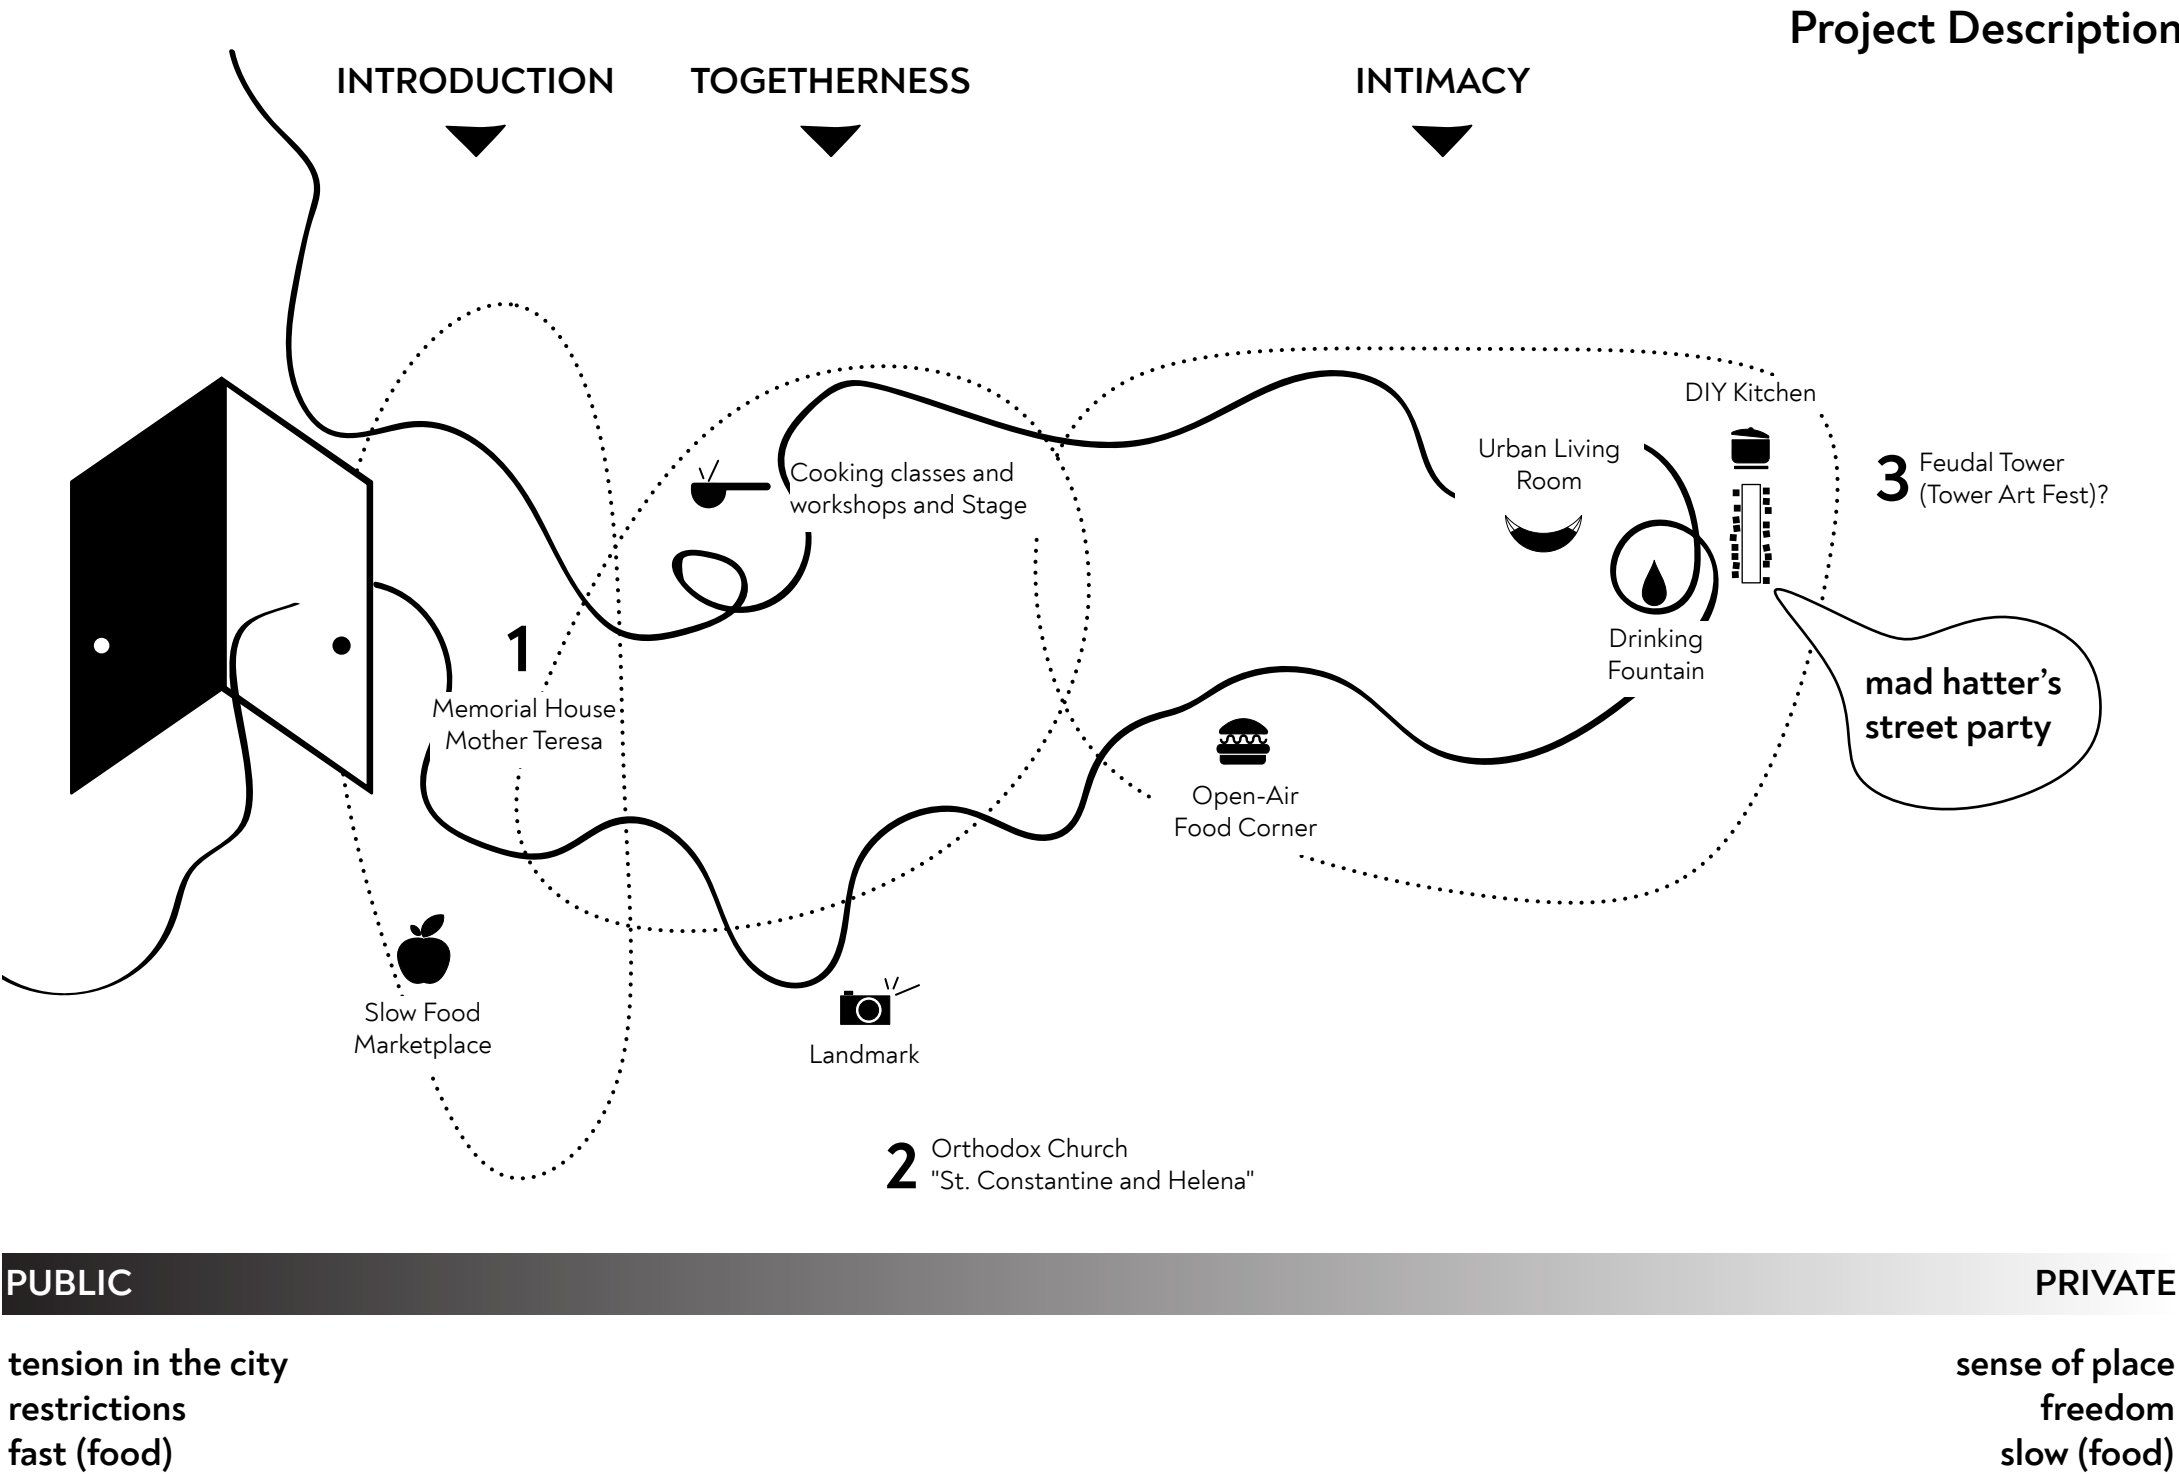 Project Description
INTRODUCTION
TOGETHERNESS
INTIMACY
DIY Kitchen
Urban Living
Room
Cooking classes and
workshops and Stage
3
Feudal Tower
(Tower Art Fest)?
1
Memorial House
Mother Teresa
Drinking
Fountain
mad hatter's
street party
Open-Air
Food Corner
Slow Food
Marketplace
Landmark
2
Orthodox Church
"St. Constantine and Helena"
PUBLIC
PRIVATE
tension in the city
restrictions
fast (food)
sense of place
freedom
slow (food)